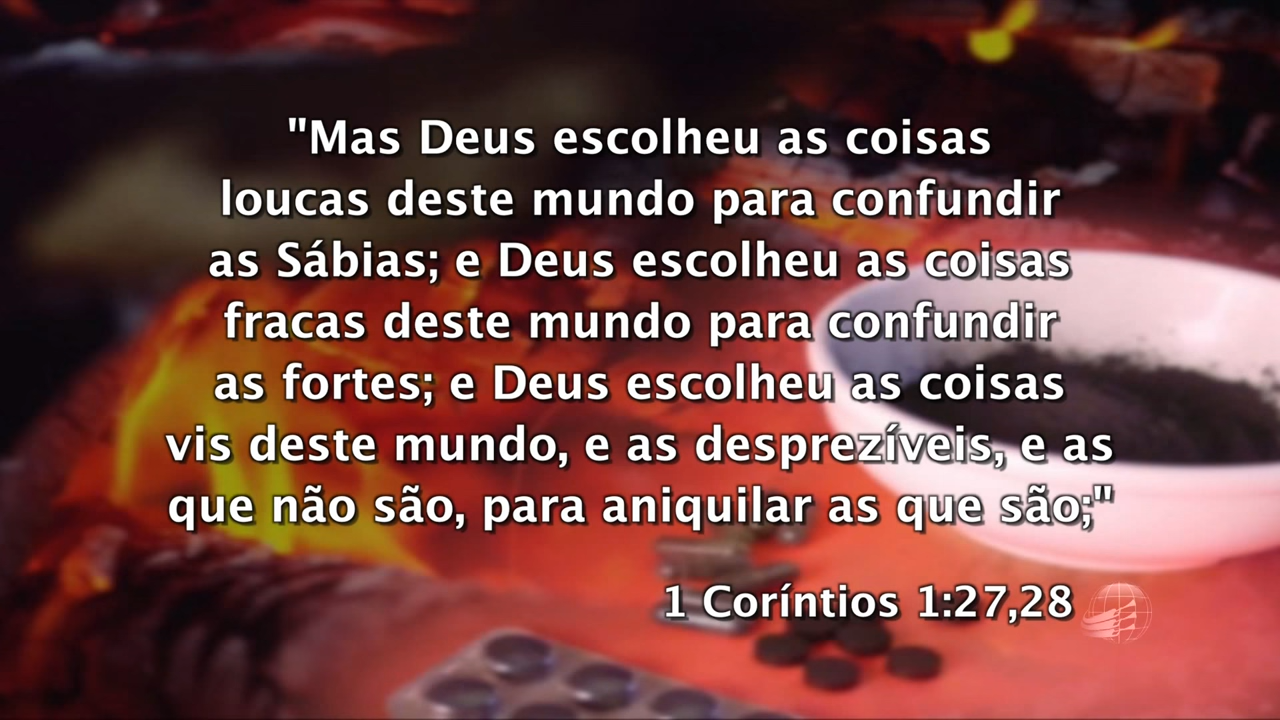 "Mas Deus escolheu as coisas
loucas deste mundo para confundir
as Sábias; e Deus escolheu as coisas
fracas deste mundo para confundir
as fortes; e Deus escolheu as coisas
vis deste mundo, e as desprezíveis, e as
que não são, para aniquilar as que são;"
1 Coríntios 1:27,28